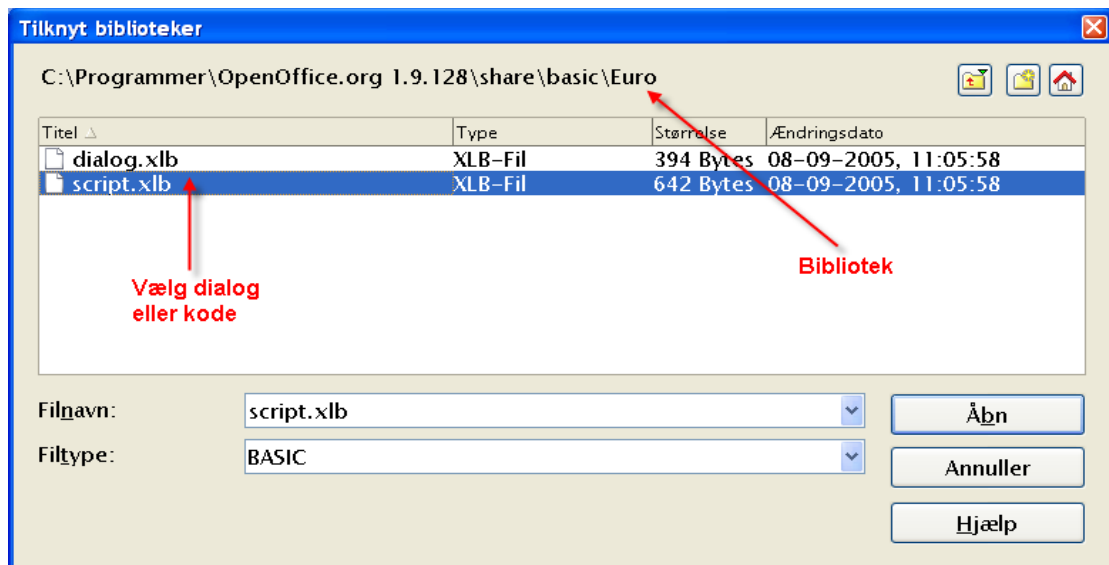 Tilknyt biblioteker
C:\Programmer\OpenOffice.org 1.9.128\share\basic\Euro
Titel Type Størrelse Ændringsdato
dialog.xlb XLB-Fil 394 Bytes 08-09-2005, 11:05:58
script.xlb XLB-Fil 642 Bytes 08-09-2005, 11:05:58
Bibliotek
Vælg dialog
eller kode
Filnavn: script.xlb Åbn
Filtype: BASIC Annuller
Hjælp